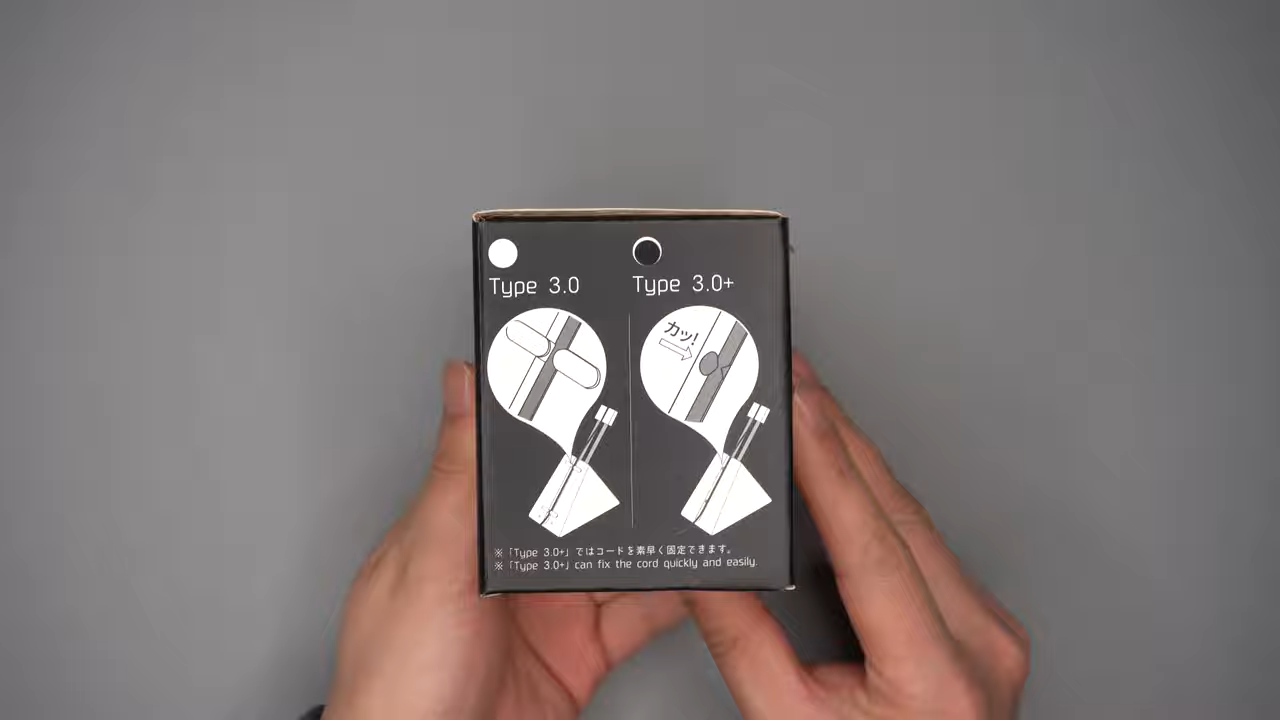 Type 3.0
Type 3.0+
カッ!
※「Type 3.0+」ではコードを素早く固定できます。
※「Type 3.0+」can fix the cord quickly and easily.